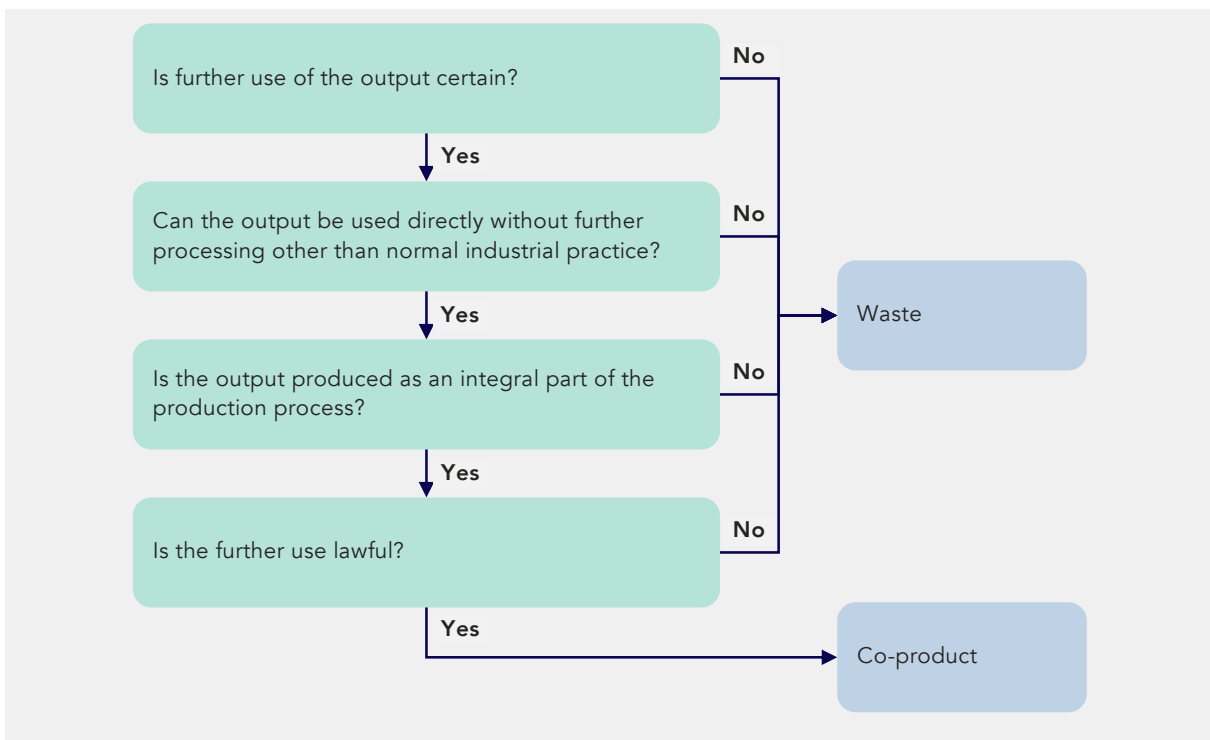 Is further use of the output certain?
No
Yes
Can the output be used directly without further
processing other than normal industrial practice?
No
Yes
Waste
Is the output produced as an integral part of the
production process?
No
Yes
Is the further use lawful?
No
Yes
Co-product